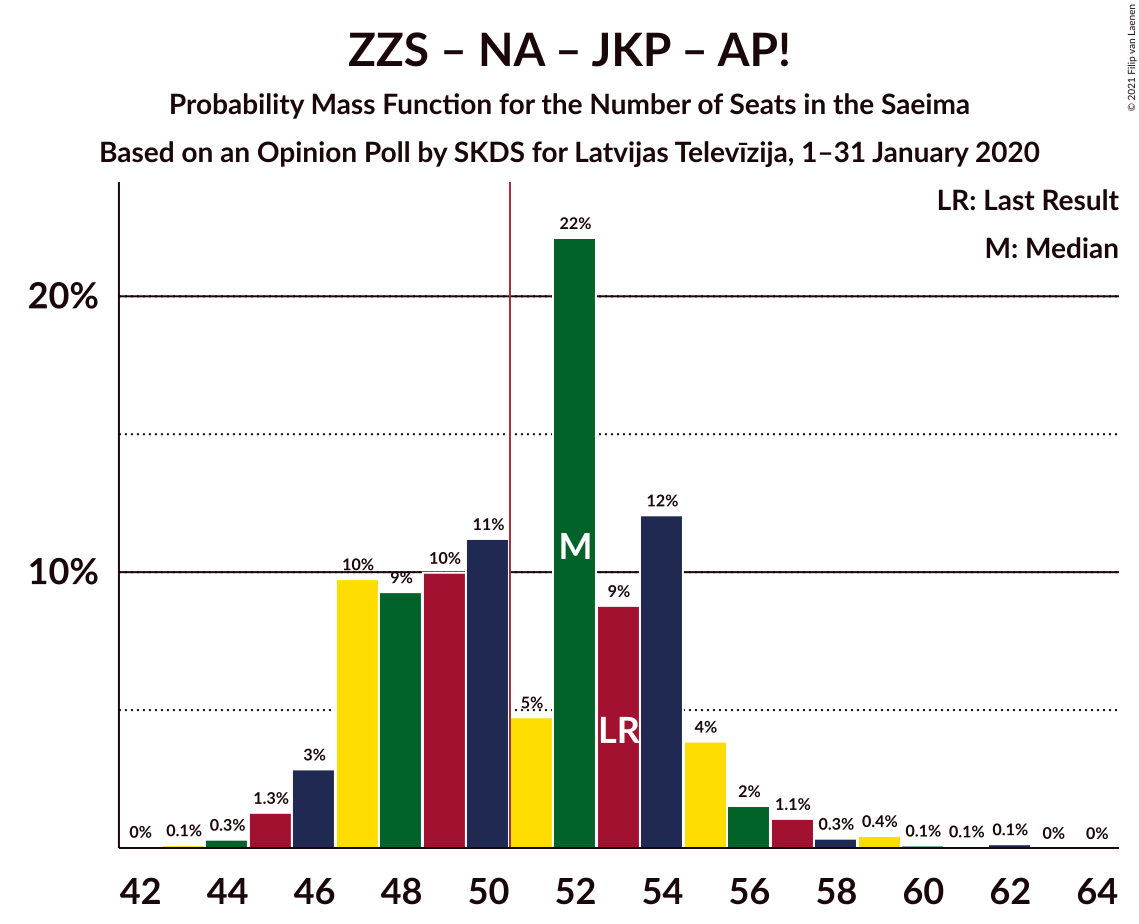 ZZS – NA – JKP – AP!
Probability Mass Function for the Number of Seats in the Saeima
Based on an Opinion Poll by SKDS for Latvijas Televīzija, 1–31 January 2020
© 2021 Filip van Laenen
LR: Last Result
M: Median
20%
10%
0%
0.1%
0.3%
1.3%
3%
10%
9%
10%
11%
5%
22%
9%
12%
4%
2%
1.1%
0.3%
0.4%
0.1%
0.1%
0.1%
0%
0%
M
LR
42 44 46 48 50 52 54 56 58 60 62 64